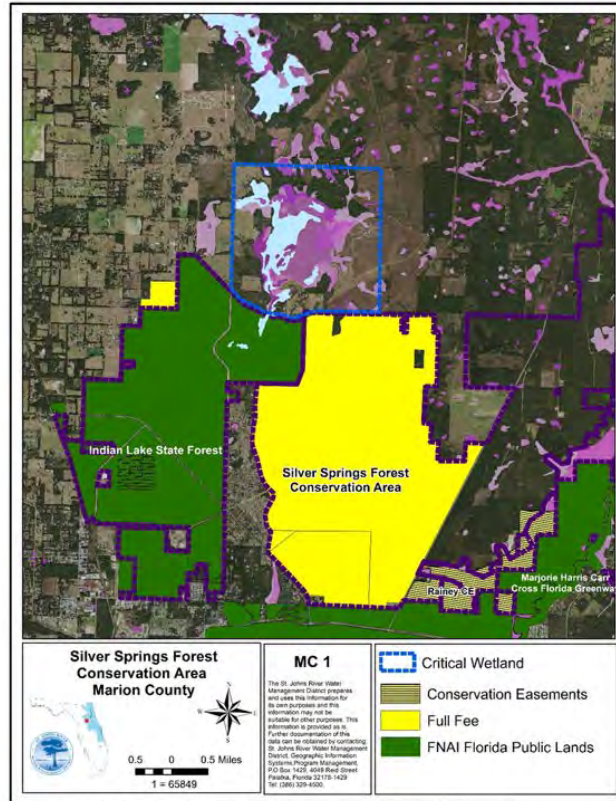 Indian Lake State Forest
Silver Springs Forest
Conservation Area
Marjorie Harris Carr
Cross Florida Greenway
Rainey CE
Silver Springs Forest
Conservation Area
Marion County
0.5 0 0.5 Miles
1 = 65849
MC 1
The St. Johns River Water
Management District prepares
and uses this information for
its own purposes and this
information may not be
suitable for other purposes. This
information is provided as is.
Further documentation of this
data can be obtained by contacting:
St. Johns River Water Management
District, Geographic Information
Systems,Program Management,
P.O.Box 1429, 4049 Reid Street
Palatka, Florida 32178-1429
Tel: (386) 329-4500.
Critical Wetland
Conservation Easements
Full Fee
FNAI Florida Public Lands